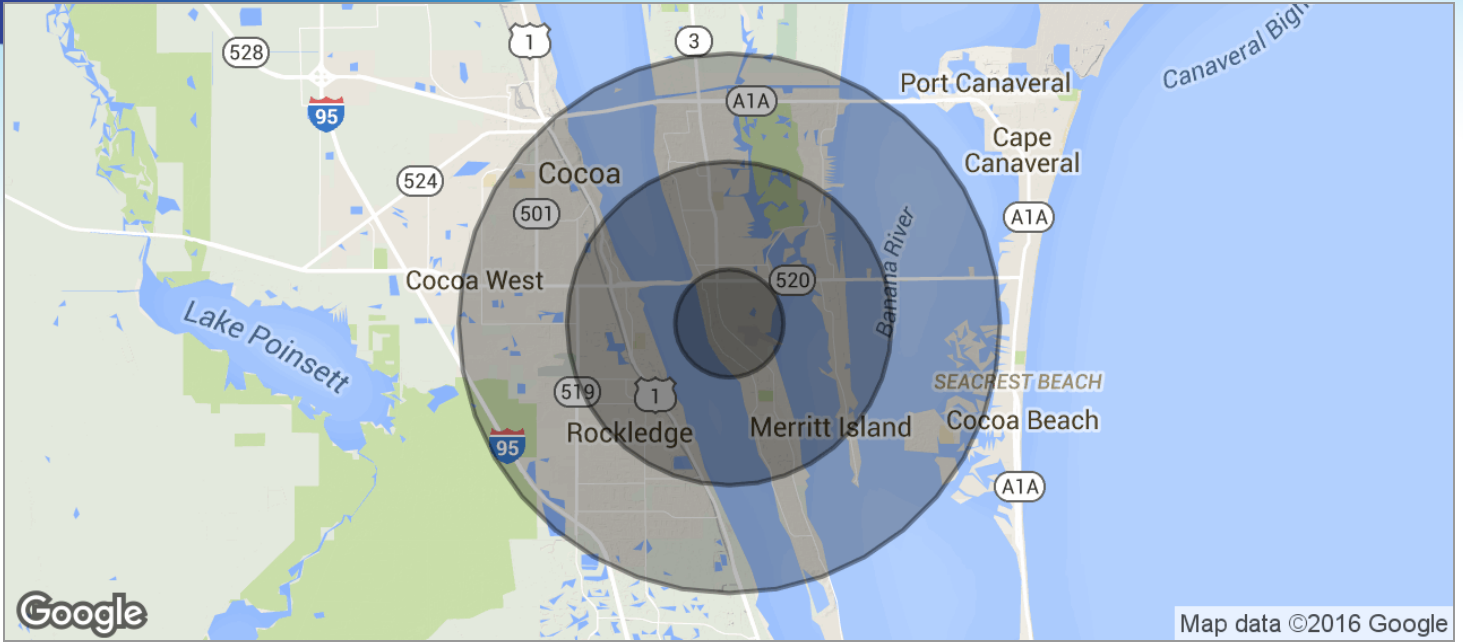 1
3
528
Canaveral Bigh
Port Canaveral
A1A
95
Cape
Canaveral
Cocoa
524
501
A1A
Banana River
Cocoa West
520
Lake Poinsett
SEACREST BEACH
519
1
Cocoa Beach
Merritt Island
Rockledge
95
A1A
Google
Map data ©2016 Google